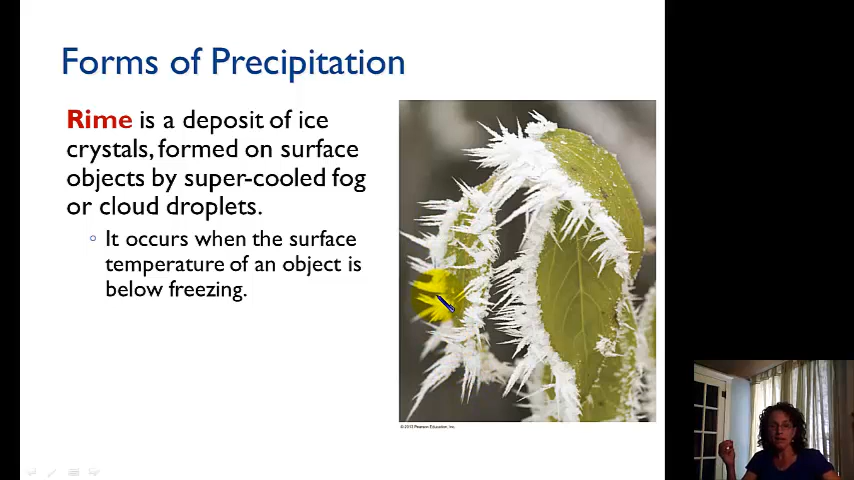 Forms of Precipitation
Rime is a deposit of ice
crystals, formed on surface
objects by super-cooled fog
or cloud droplets.
It occurs when the surface
temperature of an object is
below freezing.
© 2013 Pearson Education, Inc.